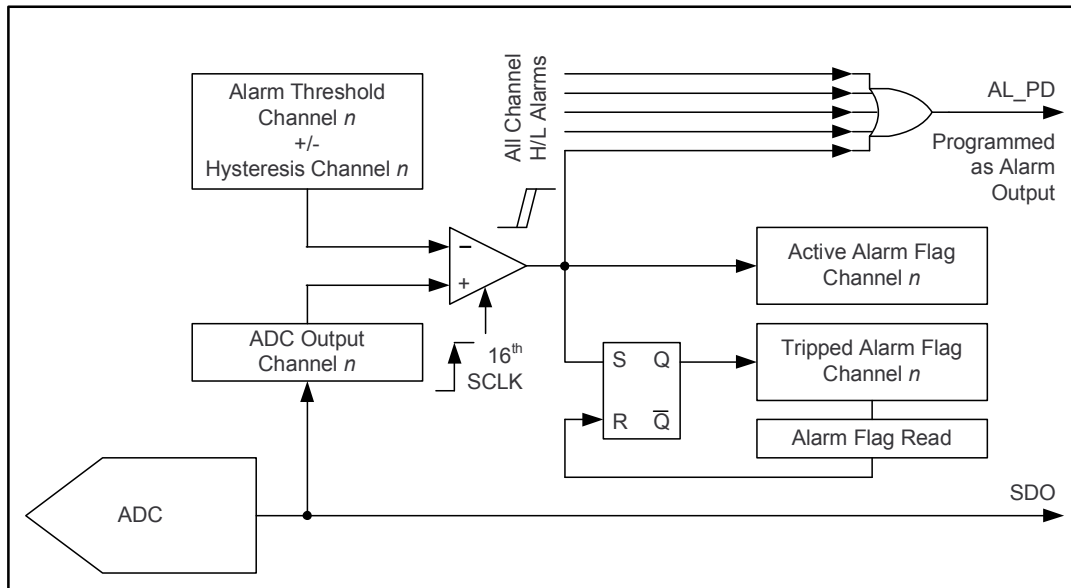 Alarm Threshold
Channel n
+/-
Hysteresis Channel n
All Channel
H/L Alarms
AL_PD
Programmed
as Alarm
Output
−
+
Active Alarm Flag
Channel n
ADC Output
Channel n
16th
SCLK
S Q
R Q̅
Tripped Alarm Flag
Channel n
Alarm Flag Read
ADC
SDO